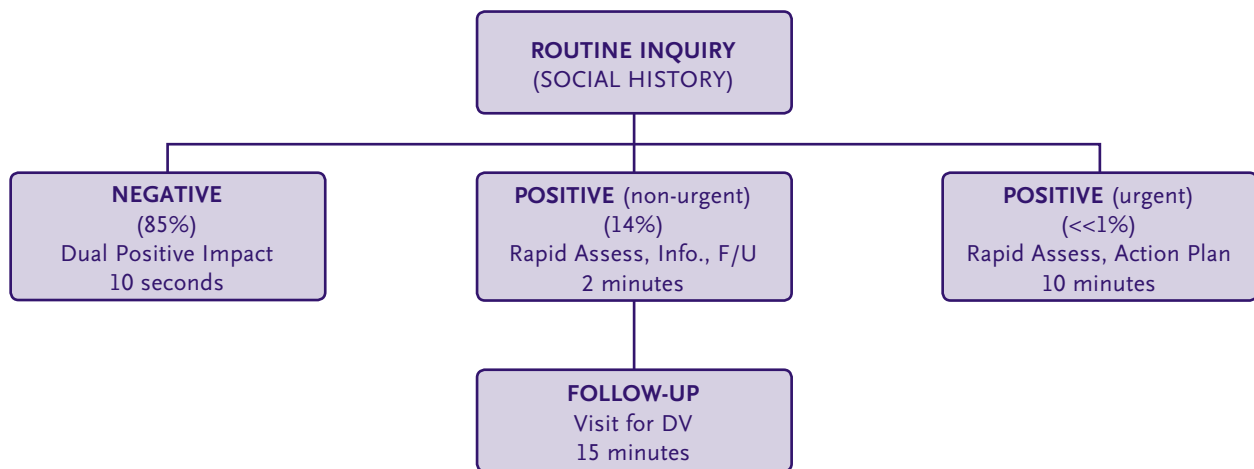 ROUTINE INQUIRY
(SOCIAL HISTORY)
NEGATIVE
(85%)
Dual Positive Impact
10 seconds
POSITIVE (non-urgent)
(14%)
Rapid Assess, Info., F/U
2 minutes
POSITIVE (urgent)
(<<1%)
Rapid Assess, Action Plan
10 minutes
FOLLOW-UP
Visit for DV
15 minutes